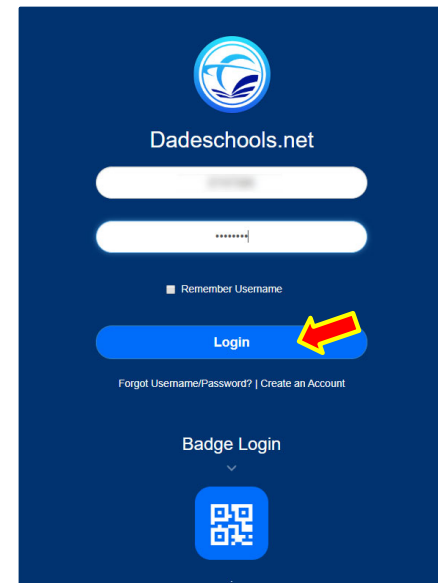 Dadeschools.net
••••••••
Remember Username
Login
Forgot Username/Password? | Create an Account
Badge Login